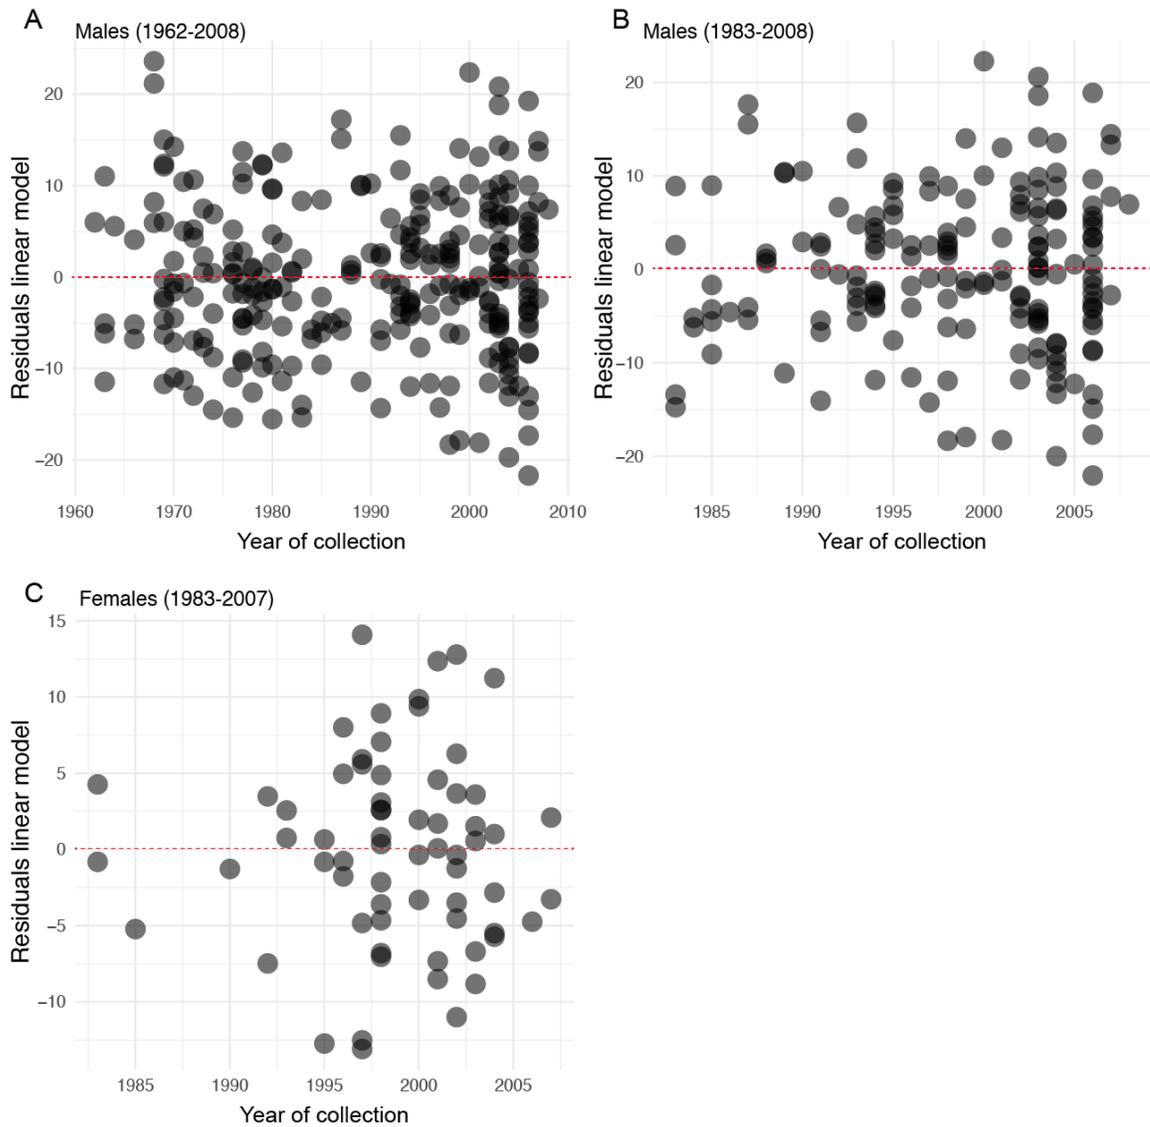 A
Males (1962-2008)
20
10
0
−10
−20
Residuals linear model
1960 1970 1980 1990 2000 2010
Year of collection
B
Males (1983-2008)
20
10
0
−10
−20
Residuals linear model
1985 1990 1995 2000 2005
Year of collection
C
Females (1983-2007)
15
10
5
0
−5
−10
Residuals linear model
1985 1990 1995 2000 2005
Year of collection